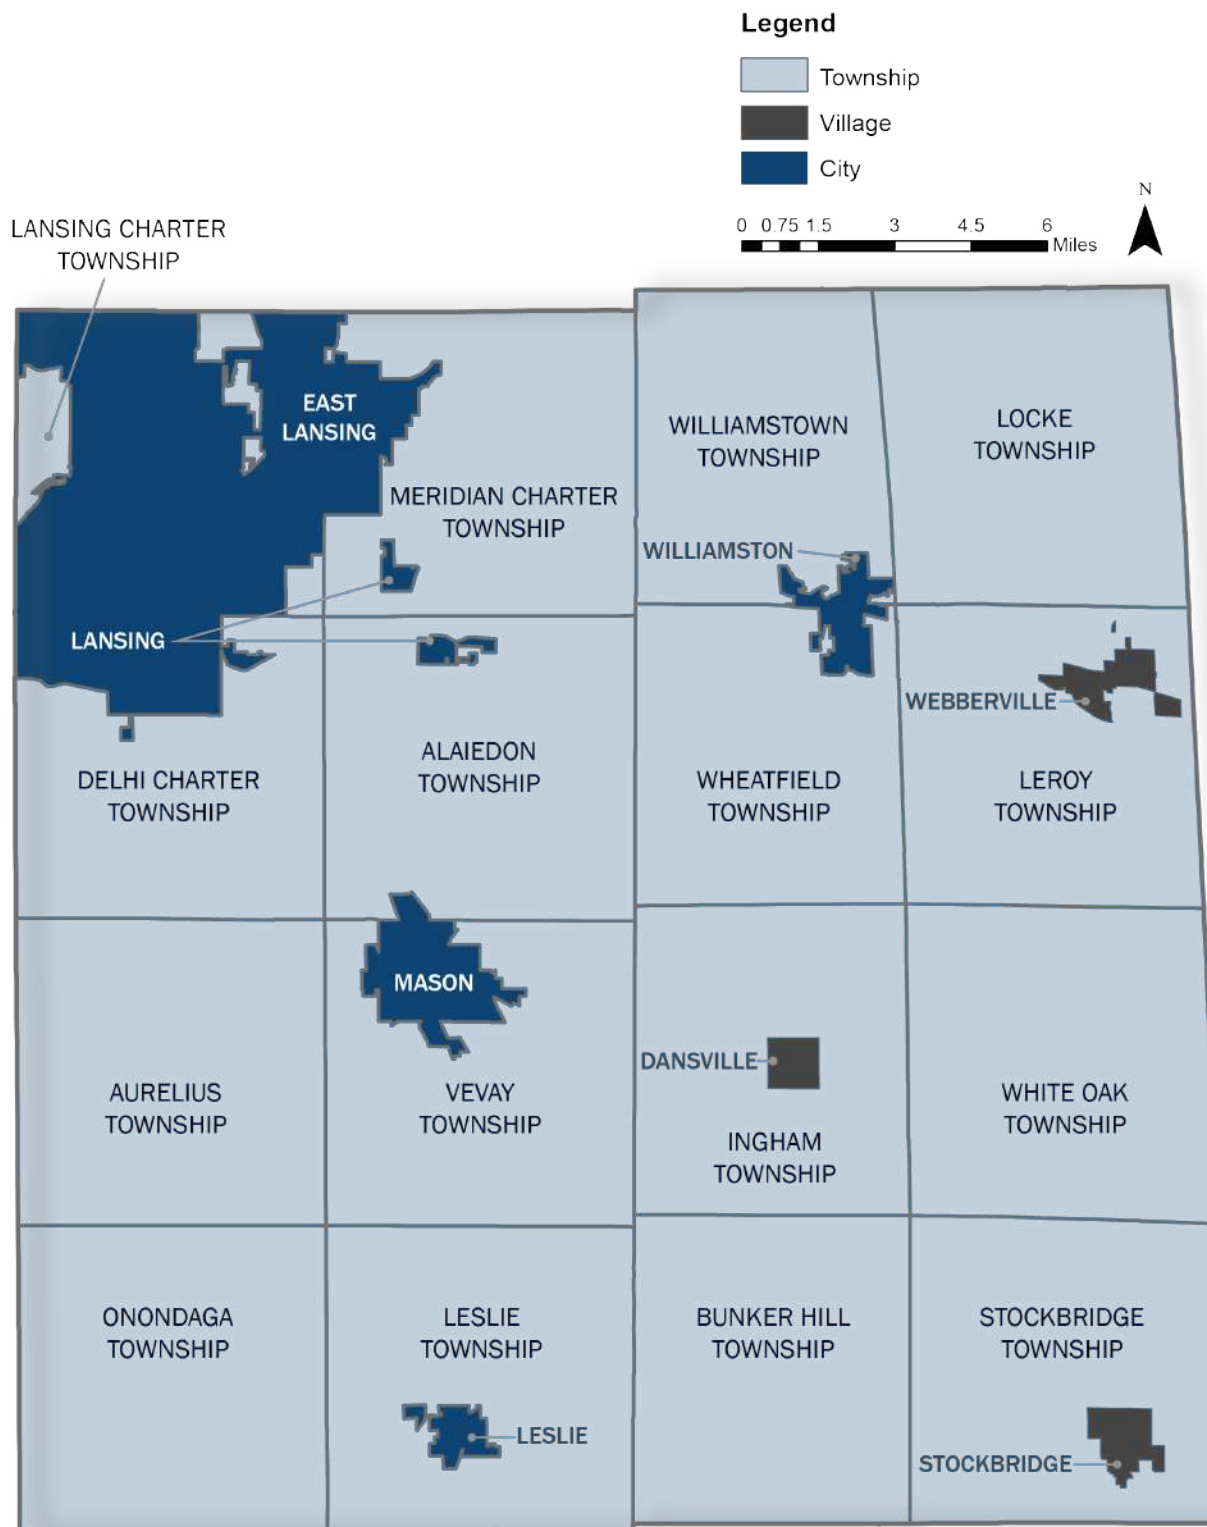 Legend
Township
Village
City
N
0 0.75 1.5 3 4.5 6
Miles
LANSING CHARTER
TOWNSHIP
EAST
LANSING
WILLIAMSTOWN
TOWNSHIP
LOCKE
TOWNSHIP
MERIDIAN CHARTER
TOWNSHIP
WILLIAMSTON
LANSING
WEBBERVILLE
DELHI CHARTER
TOWNSHIP
ALAIEDON
TOWNSHIP
WHEATFIELD
TOWNSHIP
LEROY
TOWNSHIP
MASON
DANSVILLE
AURELIUS
TOWNSHIP
VEVAY
TOWNSHIP
INGHAM
TOWNSHIP
WHITE OAK
TOWNSHIP
ONONDAGA
TOWNSHIP
LESLIE
TOWNSHIP
BUNKER HILL
TOWNSHIP
STOCKBRIDGE
TOWNSHIP
LESLIE
STOCKBRIDGE